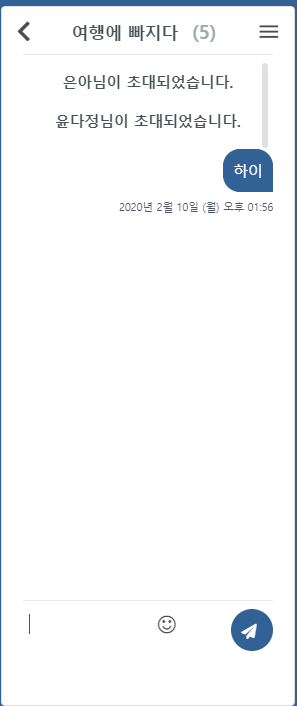 여행에 빠지다 (5)
은아님이 초대되었습니다.
윤다정님이 초대되었습니다.
하이
2020년 2월 10일 (월) 오후 01:56